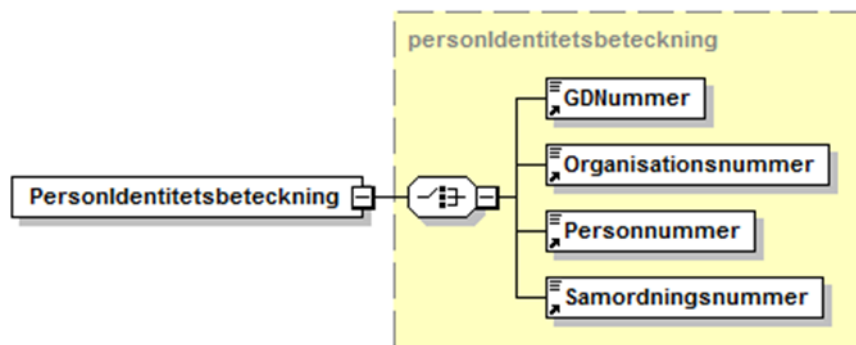 personIdentitetsbeteckning
GDNummer
Organisationsnummer
PersonIdentitetsbeteckning
Personnummer
Samordningsnummer